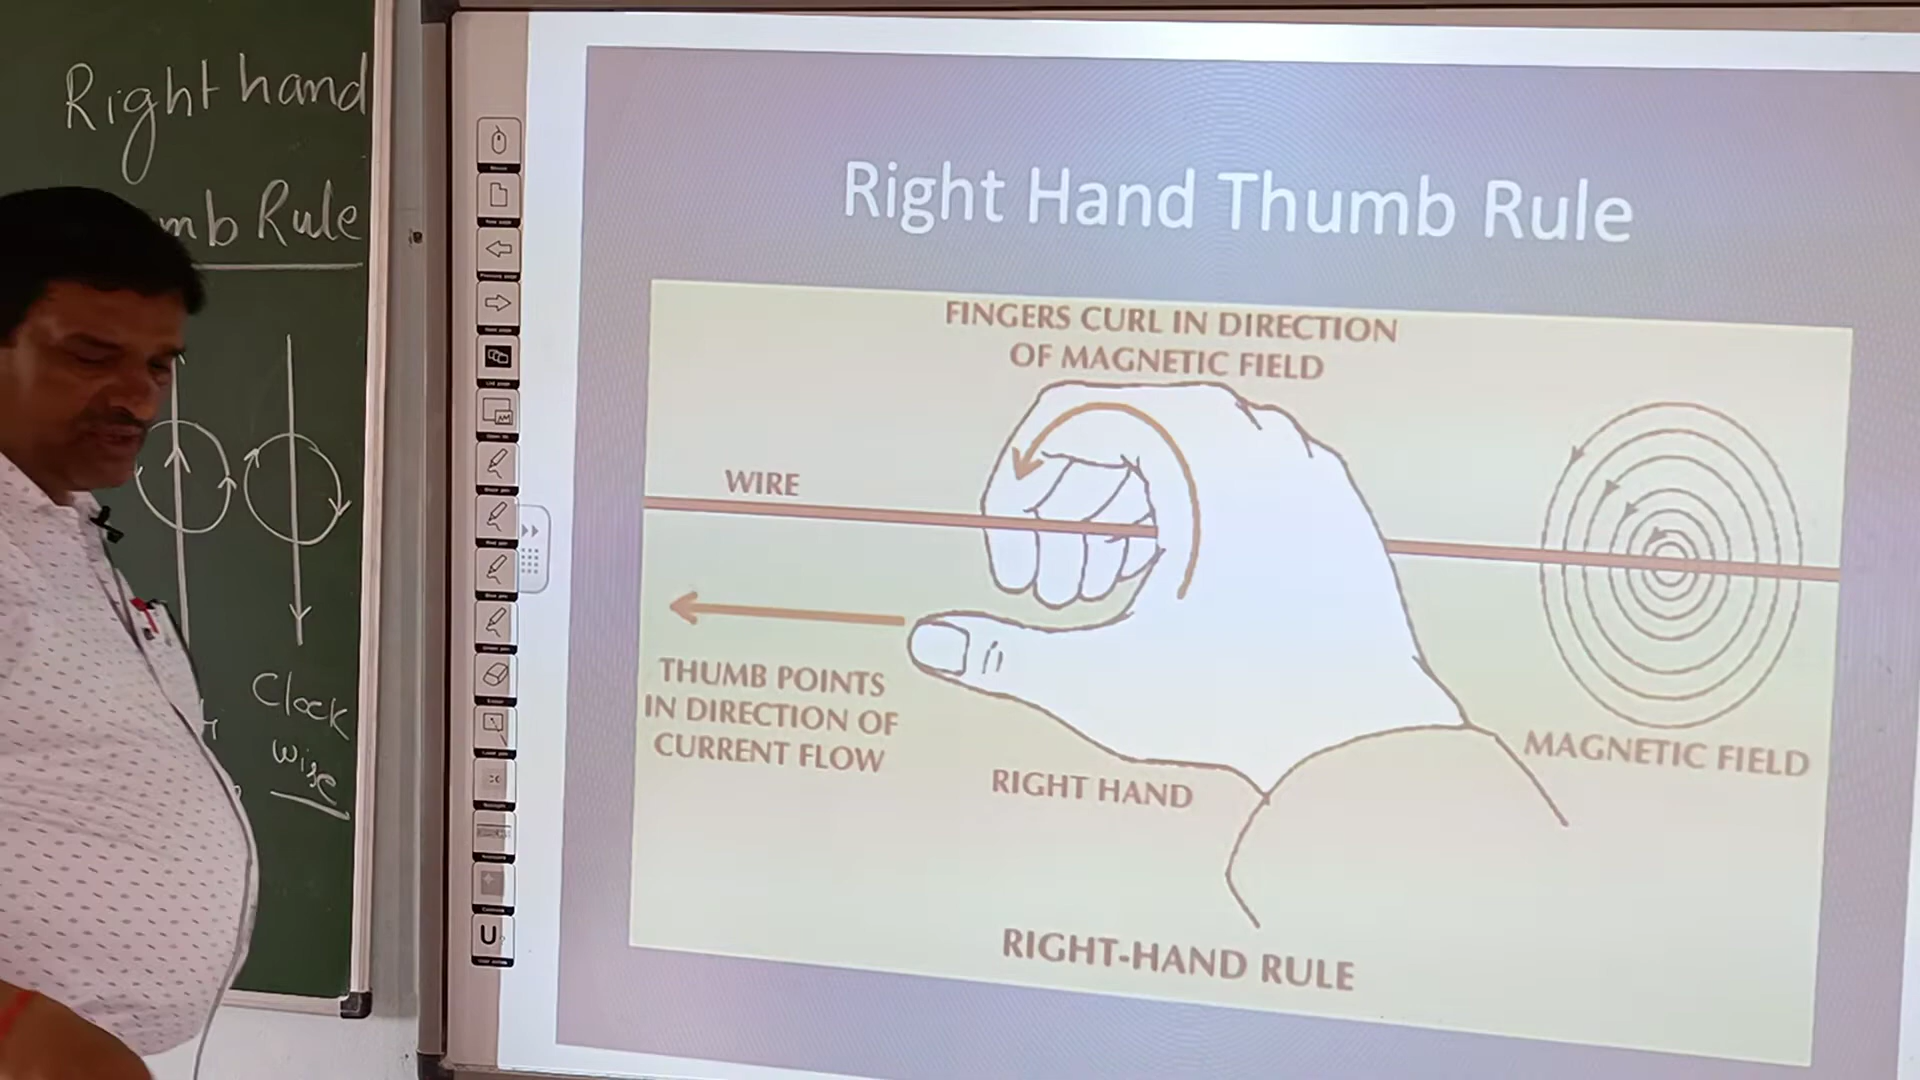 Right hand
mb Rule
Clock
wise
Right Hand Thumb Rule
FINGERS CURL IN DIRECTION
OF MAGNETIC FIELD
WIRE
THUMB POINTS
IN DIRECTION OF
CURRENT FLOW
RIGHT HAND
MAGNETIC FIELD
RIGHT-HAND RULE